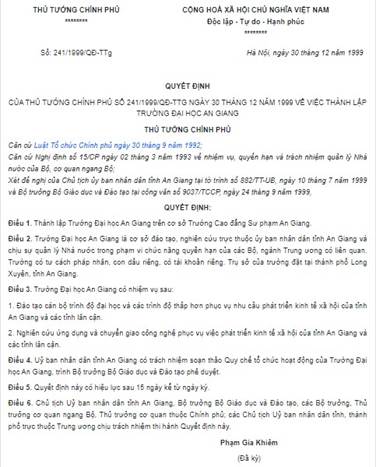 THỦ TƯỚNG CHÍNH PHỦ
********
CỘNG HOÀ XÃ HỘI CHỦ NGHĨA VIỆT NAM
Độc lập - Tự do - Hạnh phúc
********
Số: 241/1999/QĐ-TTg
Hà Nội, ngày 30 tháng 12 năm 1999
QUYẾT ĐỊNH
CỦA THỦ TƯỚNG CHÍNH PHỦ SỐ 241/1999/QĐ-TTG NGÀY 30 THÁNG 12 NĂM 1999 VỀ VIỆC THÀNH LẬP
TRƯỜNG ĐẠI HỌC AN GIANG
THỦ TƯỚNG CHÍNH PHỦ
Căn cứ Luật Tổ chức Chính phủ ngày 30 tháng 9 năm 1992;
Căn cứ Nghị định số 15/CP ngày 02 tháng 3 năm 1993 về nhiệm vụ, quyền hạn và trách nhiệm quản lý Nhà
nước của Bộ, cơ quan ngang Bộ;
Xét đề nghị của Chủ tịch ủy ban nhân dân tỉnh An Giang tại tờ trình số 882/TT-UB, ngày 10 tháng 7 năm 1999
và Bộ trưởng Bộ Giáo dục và Đào tạo tại công văn số 9037/TCCP, ngày 24 tháng 9 năm 1999,
QUYẾT ĐỊNH:
Điều 1. Thành lập Trường Đại học An Giang trên cơ sở Trường Cao đẳng Sư phạm An Giang.
Điều 2. Trường Đại học An Giang là cơ sở đào tạo, nghiên cứu trực thuộc ủy ban nhân dân tỉnh An Giang và
chịu sự quản lý Nhà nước trong phạm vi chức năng quyền hạn của các Bộ, ngành Trung ương có liên quan.
Trường có tư cách pháp nhân, con dấu riêng, có tài khoản riêng. Trụ sở của trường đặt tại thành phố Long
Xuyên, tỉnh An Giang.
Điều 3. Trường Đại học An Giang có nhiệm vụ sau:
1. Đào tạo cán bộ trình độ đại học và các trình độ thấp hơn phục vụ nhu cầu phát triển kinh tế xã hội của tỉnh
An Giang và các tỉnh lân cận.
2. Nghiên cứu ứng dụng và chuyển giao công nghệ phục vụ việc phát triển kinh tế xã hội của tỉnh An Giang và
các tỉnh lân cận.
Điều 4. Uỷ ban nhân dân tỉnh An Giang có trách nhiệm soạn thảo Quy chế tổ chức hoạt động của Trường Đại
học An Giang, trình Bộ trưởng Bộ Giáo dục và Đào tạo phê duyệt.
Điều 5. Quyết định này có hiệu lực sau 15 ngày kể từ ngày ký.
Điều 6. Chủ tịch Uỷ ban nhân dân tỉnh An Giang, Bộ trưởng Bộ Giáo dục và Đào tạo, các Bộ trưởng, Thủ
trưởng cơ quan ngang Bộ, Thủ trưởng cơ quan thuộc Chính phủ; các Chủ tịch Uỷ ban nhân dân tỉnh, thành
phố trực thuộc Trung ương chịu trách nhiệm thi hành Quyết định này.
Phạm Gia Khiêm
(Đã ký)